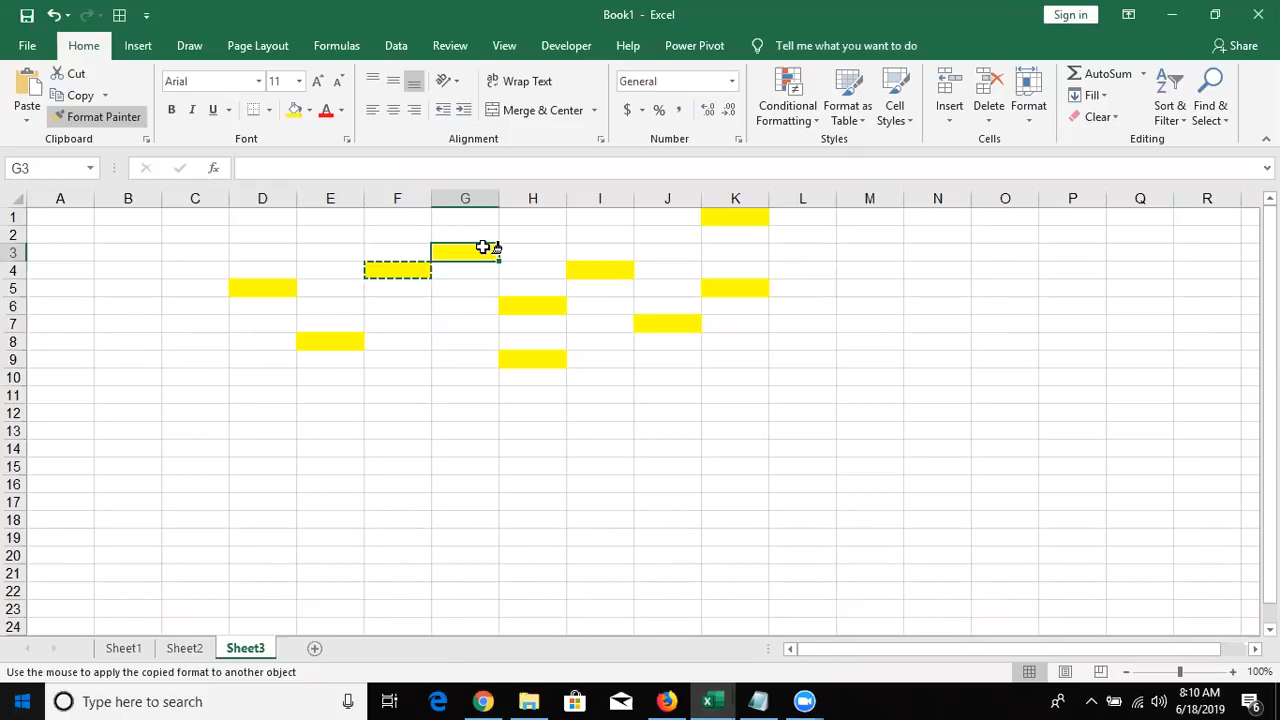 Book1 - Excel
Sign in
File Home Insert Draw Page Layout Formulas Data Review View Developer Help Power Pivot Tell me what you want to do Share
Paste
Cut
Copy
Format Painter
Clipboard
Arial 11
B I U
Font
Wrap Text
Merge & Center
Alignment
General
$ % ,
Number
Conditional Formatting
Format as Table
Cell Styles
Styles
Insert Delete Format
Cells
AutoSum
Fill
Clear
Sort & Filter
Find & Select
Editing
G3
fx
A B C D E F G H I J K L M N O P Q R
1
2
3
4
5
6
7
8
9
10
11
12
13
14
15
16
17
18
19
20
21
22
23
24
Sheet1 Sheet2 Sheet3
Use the mouse to apply the copied format to another object
100%
Type here to search
8:10 AM
6/18/2019
6